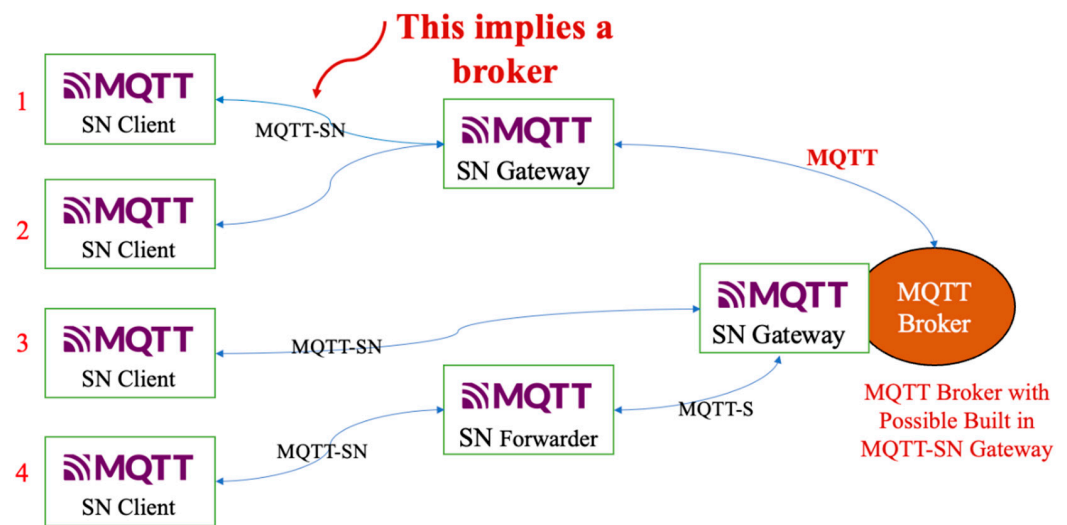 This implies a
broker
1
MQTT
SN Client
MQTT-SN
MQTT
SN Gateway
MQTT
2
MQTT
SN Client
MQTT
SN Gateway
MQTT
Broker
3
MQTT
SN Client
MQTT-SN
MQTT
SN Forwarder
MQTT-S
MQTT Broker with
Possible Built in
MQTT-SN Gateway
4
MQTT
SN Client
MQTT-SN